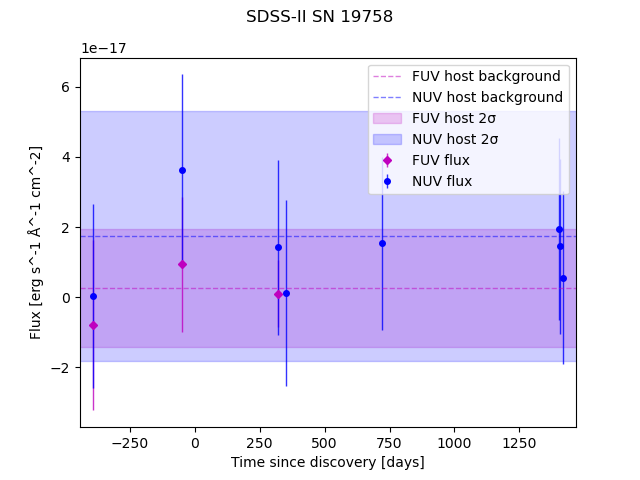 SDSS-II SN 19758
1e−17
FUV host background
NUV host background
FUV host 2σ
NUV host 2σ
FUV flux
NUV flux
6
4
2
0
−2
Flux [erg s^-1 Å^-1 cm^-2]
−250 0 250 500 750 1000 1250
Time since discovery [days]